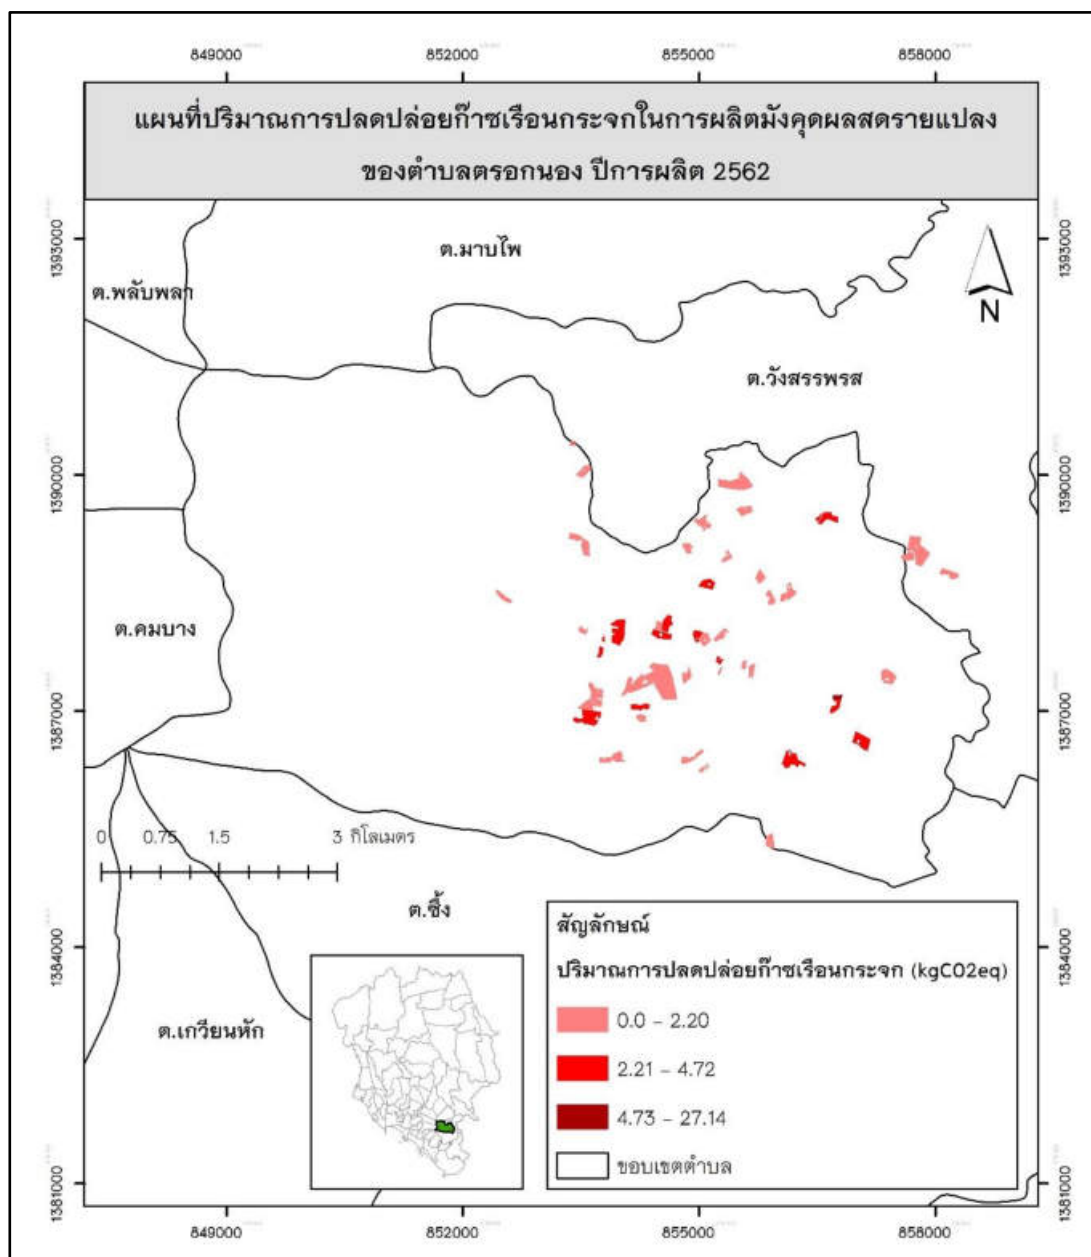 849000 852000 855000 858000
แผนที่ปริมาณการปลดปล่อยก๊าซเรือนกระจกในการผลิตมังคุดผลสดรายแปลง
ของตำบลตรอกนอง ปีการผลิต 2562
1393000
1393000
ต.มาบไพ
ต.พลับพลา
N
ต.วังสรรพรส
1390000
1390000
ต.คมบาง
1387000
1387000
0 0.75 1.5 3 กิโลเมตร
ต.ซึ้ง
สัญลักษณ์
1384000
1384000
ปริมาณการปลดปล่อยก๊าซเรือนกระจก (kgCO2eq)
0.0 - 2.20
ต.เกวียนหัก
2.21 - 4.72
4.73 - 27.14
ขอบเขตตำบล
1381000
1381000
849000 852000 855000 858000